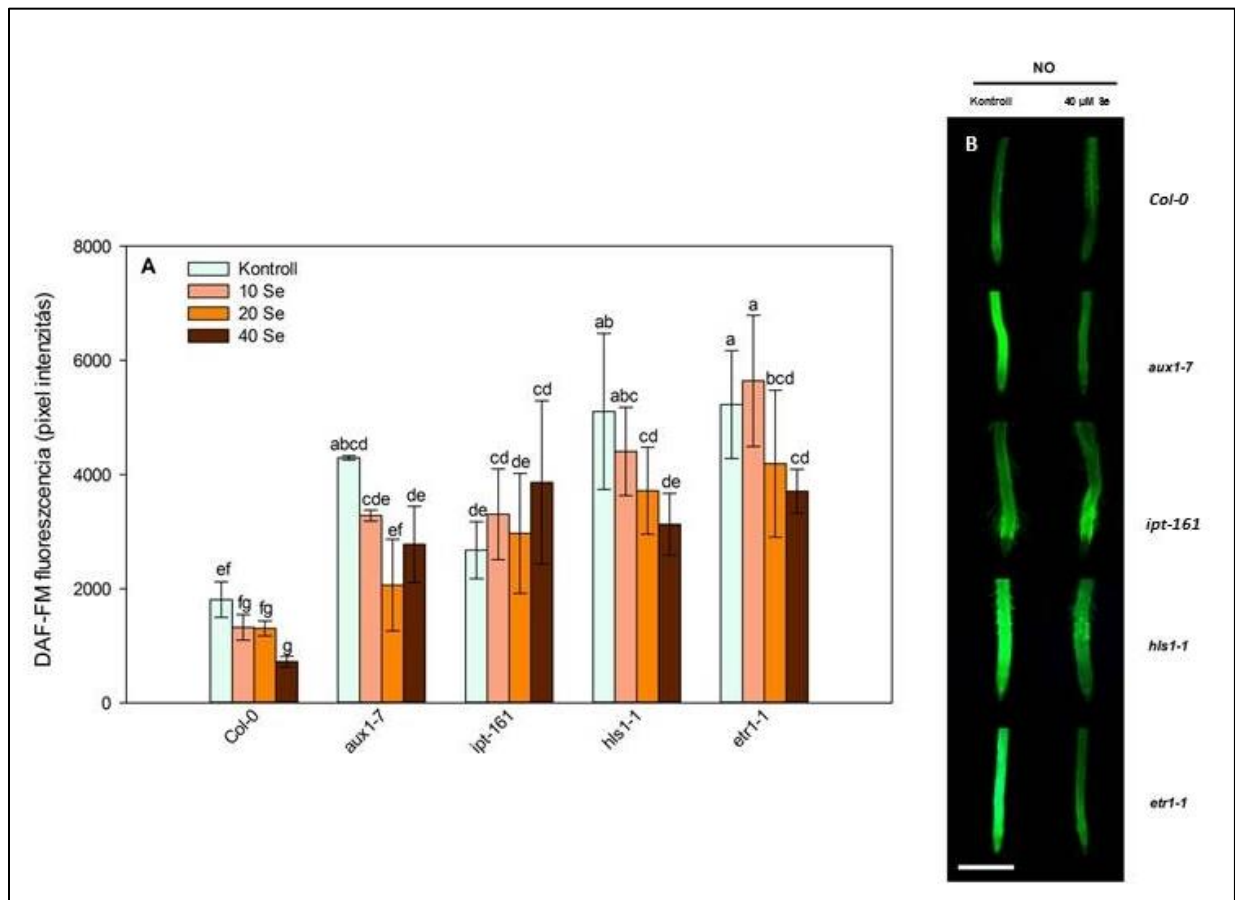 NO
Kontroll 40 µM Se
B
Col-0
aux1-7
ipt-161
hls1-1
etr1-1
A
Kontroll
10 Se
20 Se
40 Se
DAF-FM fluoreszcencia (pixel intenzitás)
8000
6000
4000
2000
0
ef fg fg g
abcd cde ef de
de cd de cd
ab abc cd de
a a bcd cd
Col-0 aux1-7 ipt-161 hls1-1 etr1-1